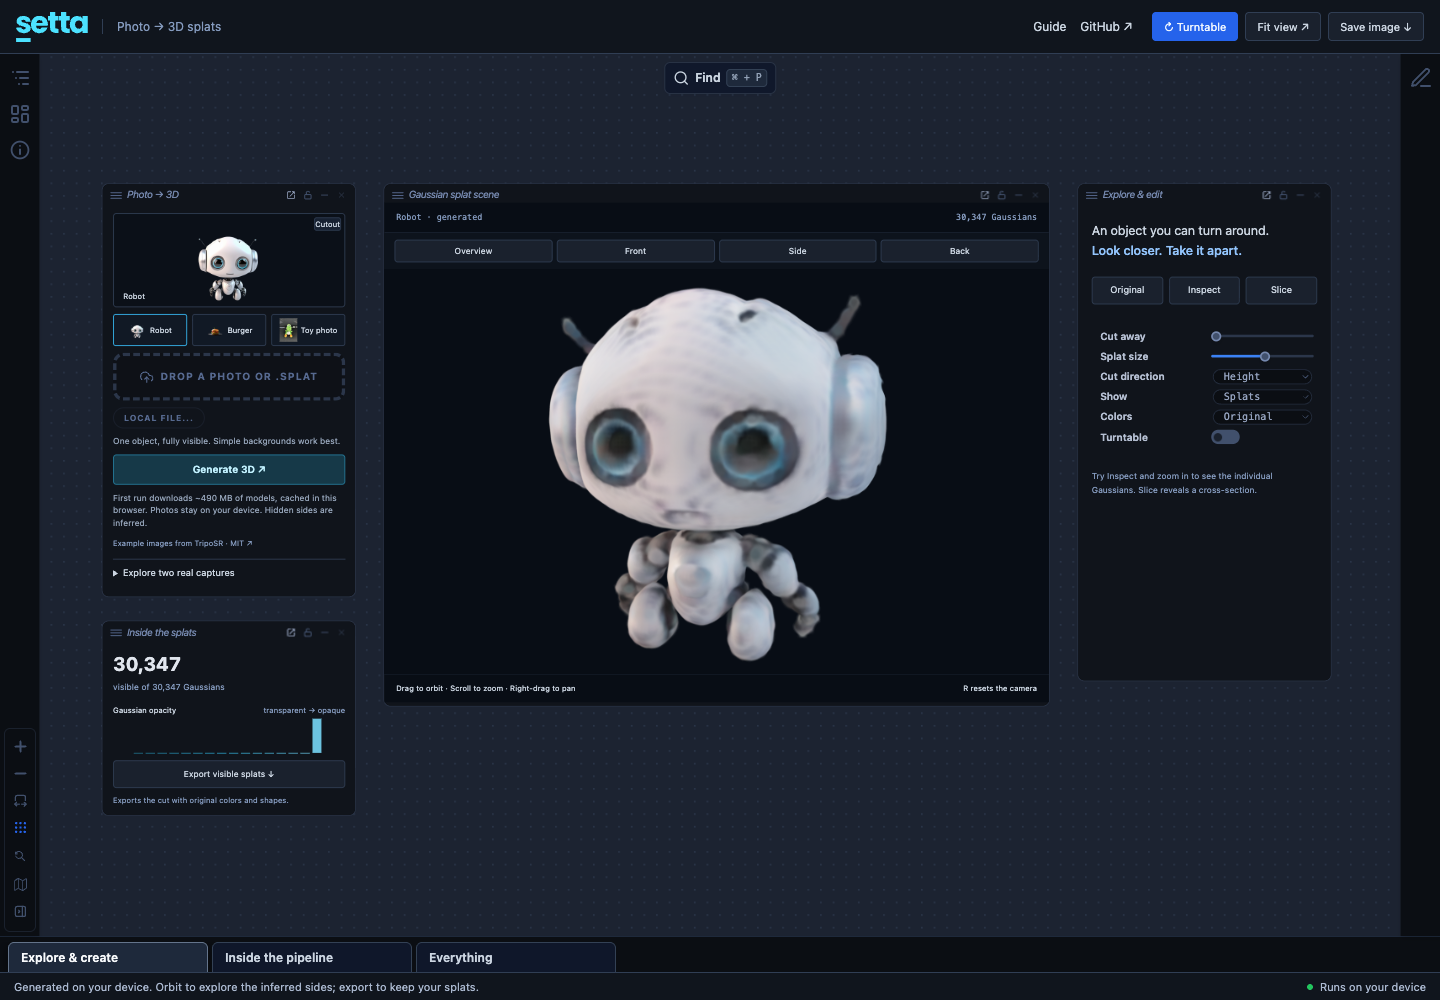 setta
Photo → 3D splats
Guide
GitHub ↗
↻ Turntable
Fit view ↗
Save image ↓
Find
⌘ + P
Photo → 3D
Cutout
Robot
Robot
Burger
Toy photo
DROP A PHOTO OR .SPLAT
LOCAL FILE...
One object, fully visible. Simple backgrounds work best.
Generate 3D ↗
First run downloads ~490 MB of models, cached in this
browser. Photos stay on your device. Hidden sides are
inferred.
Example images from TripoSR · MIT ↗
▶ Explore two real captures
Inside the splats
30,347
visible of 30,347 Gaussians
Gaussian opacity
transparent → opaque
Export visible splats ↓
Exports the cut with original colors and shapes.
Gaussian splat scene
Robot · generated
30,347 Gaussians
Overview
Front
Side
Back
Drag to orbit · Scroll to zoom · Right-drag to pan
R resets the camera
Explore & edit
An object you can turn around.
Look closer. Take it apart.
Original
Inspect
Slice
Cut away
Splat size
Cut direction
Height
Show
Splats
Colors
Original
Turntable
Try Inspect and zoom in to see the individual
Gaussians. Slice reveals a cross-section.
Explore & create
Inside the pipeline
Everything
Generated on your device. Orbit to explore the inferred sides; export to keep your splats.
Runs on your device